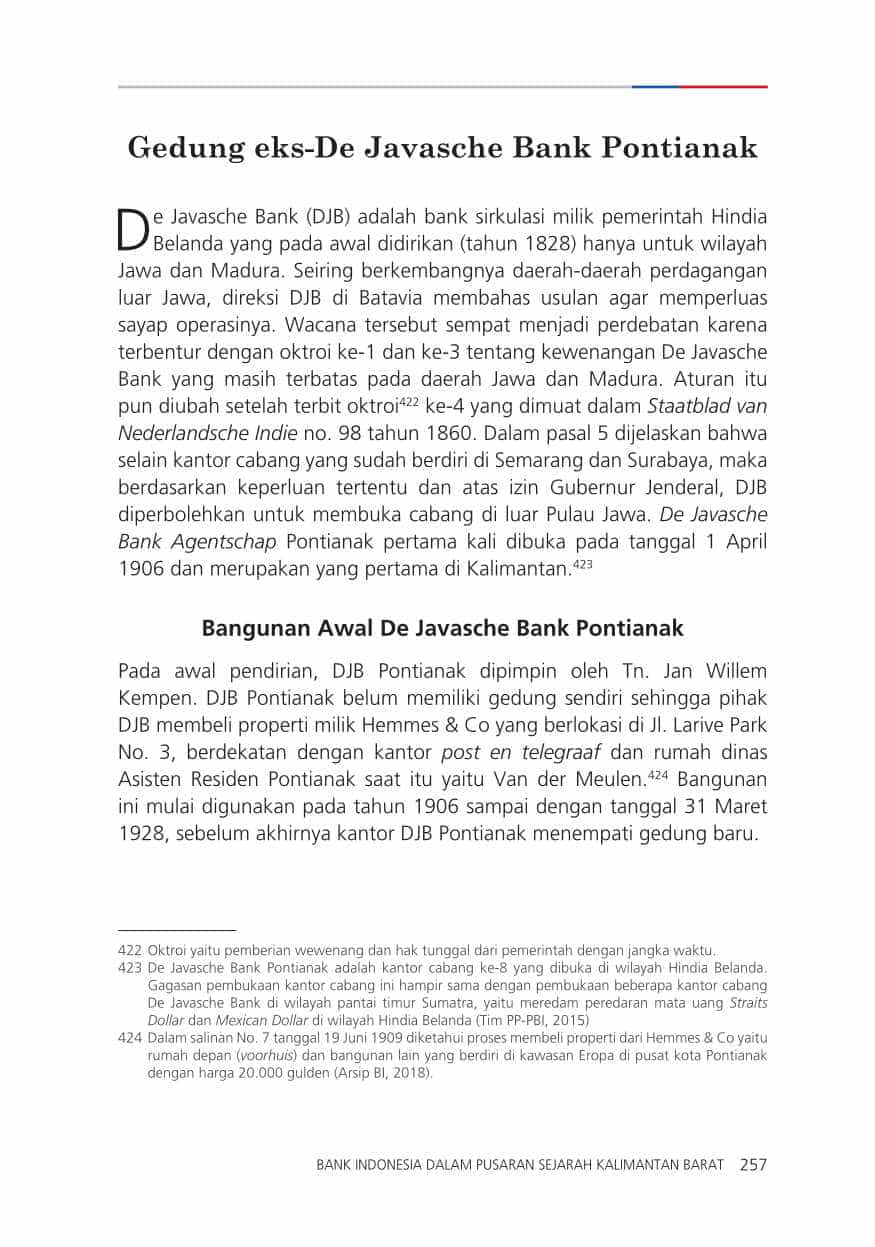 Gedung eks-De Javasche Bank Pontianak
De Javasche Bank (DJB) adalah bank sirkulasi milik pemerintah Hindia
Belanda yang pada awal didirikan (tahun 1828) hanya untuk wilayah
Jawa dan Madura. Seiring berkembangnya daerah-daerah perdagangan
luar Jawa, direksi DJB di Batavia membahas usulan agar memperluas
sayap operasinya. Wacana tersebut sempat menjadi perdebatan karena
terbentur dengan oktroi ke-1 dan ke-3 tentang kewenangan De Javasche
Bank yang masih terbatas pada daerah Jawa dan Madura. Aturan itu
pun diubah setelah terbit oktroi422 ke-4 yang dimuat dalam Staatblad van
Nederlandsche Indie no. 98 tahun 1860. Dalam pasal 5 dijelaskan bahwa
selain kantor cabang yang sudah berdiri di Semarang dan Surabaya, maka
berdasarkan keperluan tertentu dan atas izin Gubernur Jenderal, DJB
diperbolehkan untuk membuka cabang di luar Pulau Jawa. De Javasche
Bank Agentschap Pontianak pertama kali dibuka pada tanggal 1 April
1906 dan merupakan yang pertama di Kalimantan.423
Bangunan Awal De Javasche Bank Pontianak
Pada awal pendirian, DJB Pontianak dipimpin oleh Tn. Jan Willem
Kempen. DJB Pontianak belum memiliki gedung sendiri sehingga pihak
DJB membeli properti milik Hemmes & Co yang berlokasi di Jl. Larive Park
No. 3, berdekatan dengan kantor post en telegraaf dan rumah dinas
Asisten Residen Pontianak saat itu yaitu Van der Meulen.424 Bangunan
ini mulai digunakan pada tahun 1906 sampai dengan tanggal 31 Maret
1928, sebelum akhirnya kantor DJB Pontianak menempati gedung baru.
422 Oktroi yaitu pemberian wewenang dan hak tunggal dari pemerintah dengan jangka waktu.
423 De Javasche Bank Pontianak adalah kantor cabang ke-8 yang dibuka di wilayah Hindia Belanda.
Gagasan pembukaan kantor cabang ini hampir sama dengan pembukaan beberapa kantor cabang
De Javasche Bank di wilayah pantai timur Sumatra, yaitu meredam peredaran mata uang Straits
Dollar dan Mexican Dollar di wilayah Hindia Belanda (Tim PP-PBI, 2015)
424 Dalam salinan No. 7 tanggal 19 Juni 1909 diketahui proses membeli properti dari Hemmes & Co yaitu
rumah depan (voorhuis) dan bangunan lain yang berdiri di kawasan Eropa di pusat kota Pontianak
dengan harga 20.000 gulden (Arsip BI, 2018).
BANK INDONESIA DALAM PUSARAN SEJARAH KALIMANTAN BARAT 257